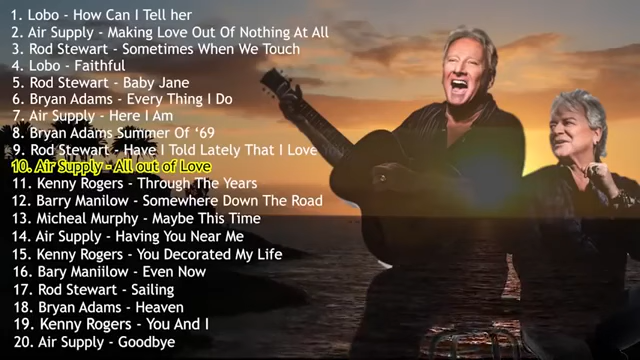 1. Lobo - How Can I Tell her
2. Air Supply - Making Love Out Of Nothing At All
3. Rod Stewart - Sometimes When We Touch
4. Lobo - Faithful
5. Rod Stewart - Baby Jane
6. Bryan Adams - Every Thing I Do
7. Air Supply - Here I Am
8. Bryan Adams Summer Of ‘69
9. Rod Stewart - Have I Told Lately That I Love You
10. Air Supply - All out of Love
11. Kenny Rogers - Through The Years
12. Barry Manilow - Somewhere Down The Road
13. Micheal Murphy - Maybe This Time
14. Air Supply - Having You Near Me
15. Kenny Rogers - You Decorated My Life
16. Bary Maniilow - Even Now
17. Rod Stewart - Sailing
18. Bryan Adams - Heaven
19. Kenny Rogers - You And I
20. Air Supply - Goodbye